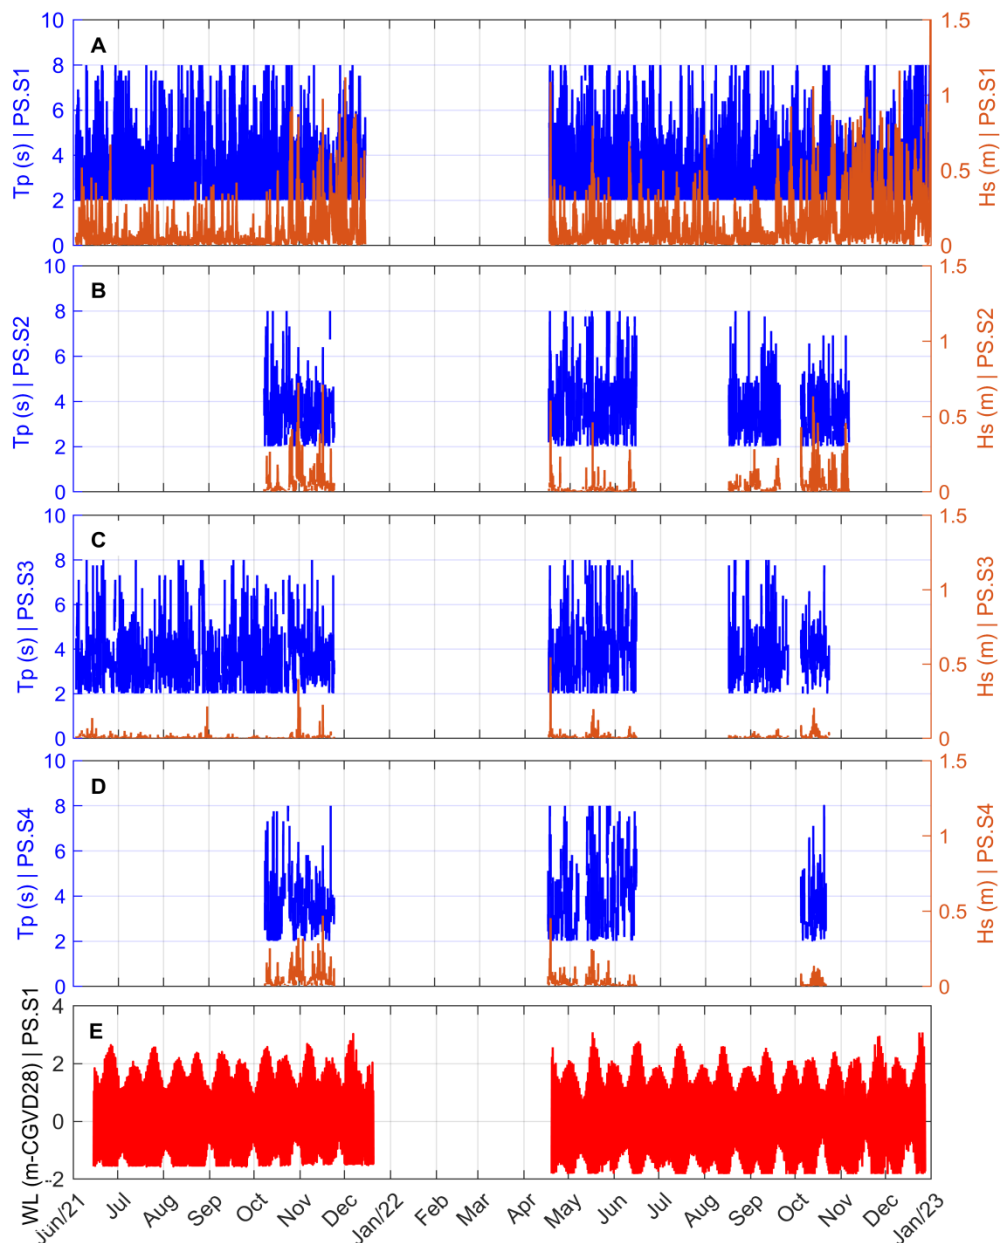 A
10
8
6
4
2
0
Tp (s) | PS.S1
1.5
1
0.5
0
Hs (m) | PS.S1
B
10
8
6
4
2
0
Tp (s) | PS.S2
1.5
1
0.5
0
Hs (m) | PS.S2
C
10
8
6
4
2
0
Tp (s) | PS.S3
1.5
1
0.5
0
Hs (m) | PS.S3
D
10
8
6
4
2
0
Tp (s) | PS.S4
1.5
1
0.5
0
Hs (m) | PS.S4
E
4
2
0
-2
WL (m-CGVD28) | PS.S1
Jun/21 Jul Aug Sep Oct Nov Dec Jan/22 Feb Mar Apr May Jun Jul Aug Sep Oct Nov Dec Jan/23